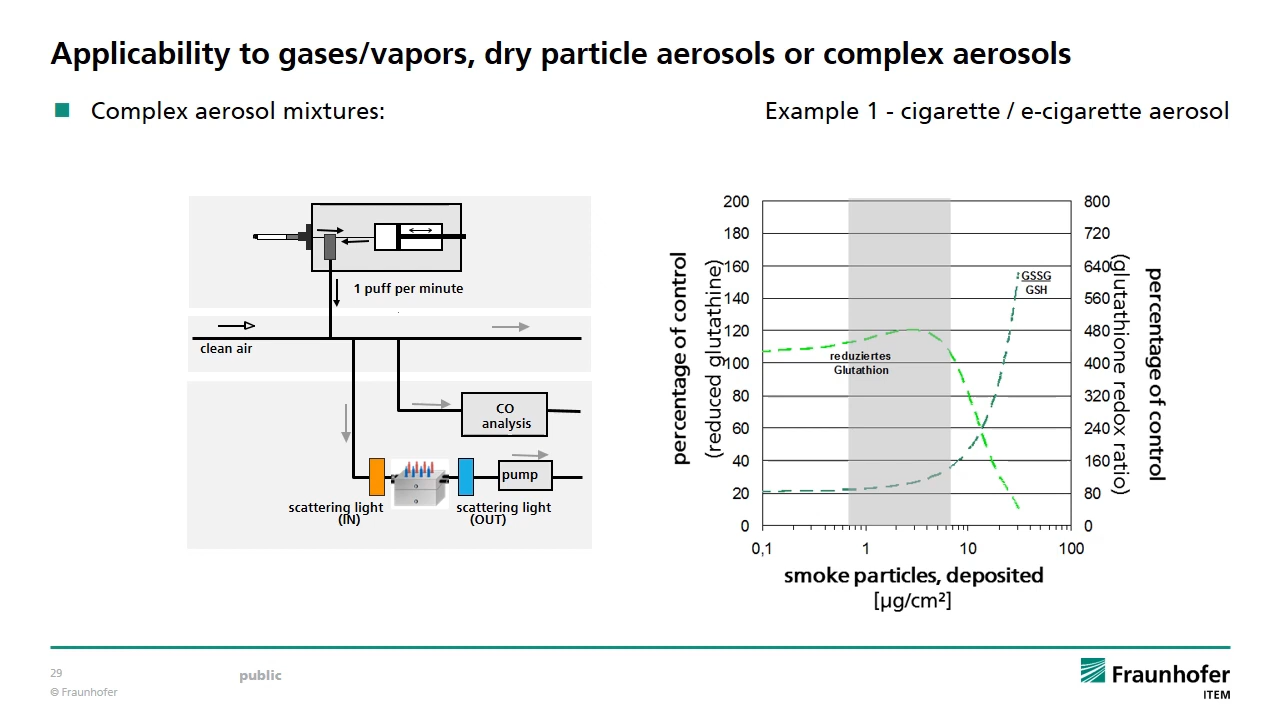 Applicability to gases/vapors, dry particle aerosols or complex aerosols
Complex aerosol mixtures:
Example 1 - cigarette / e-cigarette aerosol
1 puff per minute
clean air
CO
analysis
pump
scattering light
(IN)
scattering light
(OUT)
percentage of control
(reduced glutathine)
200
180
160
140
120
100
80
60
40
20
0
reduziertes
Glutathion
GSSG
GSH
800
720
640
560
480
400
320
240
160
80
0
(glutathione redox ratio)
percentage of control
0,1
1
10
100
smoke particles, deposited
[µg/cm²]
29
public
© Fraunhofer
Fraunhofer
ITEM